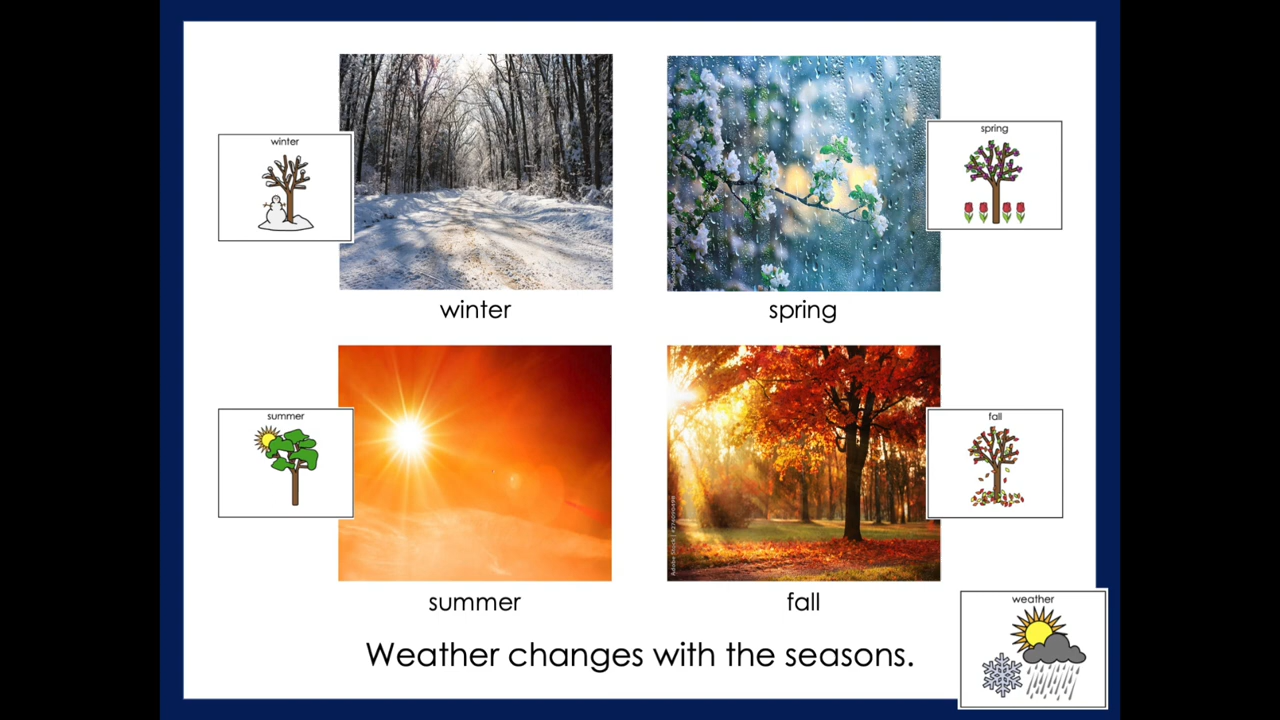 winter
spring
winter
spring
summer
fall
summer
fall
Weather changes with the seasons.
weather